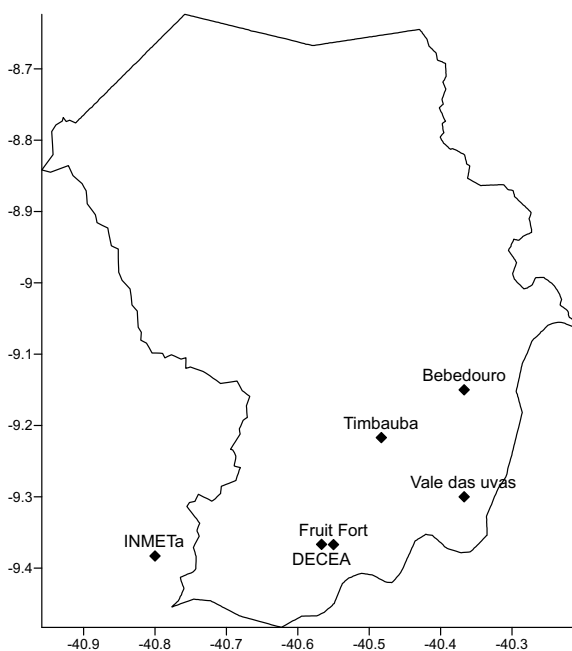 -8.7
-8.8
-8.9
-9
-9.1
Bebedouro
-9.2
Timbauba
Vale das uvas
-9.3
Fruit Fort
INMETa
DECEA
-9.4
-40.9 -40.8 -40.7 -40.6 -40.5 -40.4 -40.3